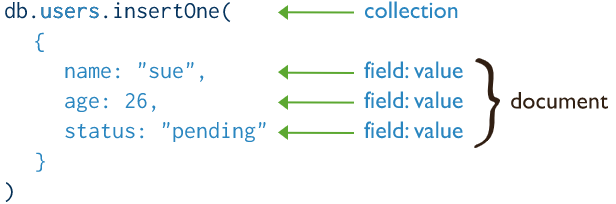 db.users.insertOne( collection
{
name: "sue", field: value
age: 26, field: value document
status: "pending" field: value
}
)